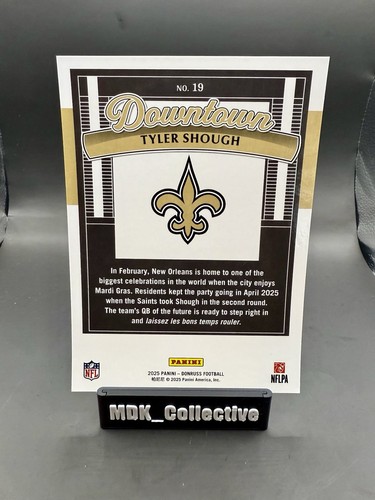 NO. 19
Downtown
TYLER SHOUGH
In February, New Orleans is home to one of the
biggest celebrations in the world when the city enjoys
Mardi Gras. Residents kept the party going in April 2025
when the Saints took Shough in the second round.
The team's QB of the future is ready to step right in
and laissez les bons temps rouler.
PANINI
NFL
2025 PANINI – DONRUSS FOOTBALL
© 2025 Panini America, Inc.
NFLPA
MDK_Collective